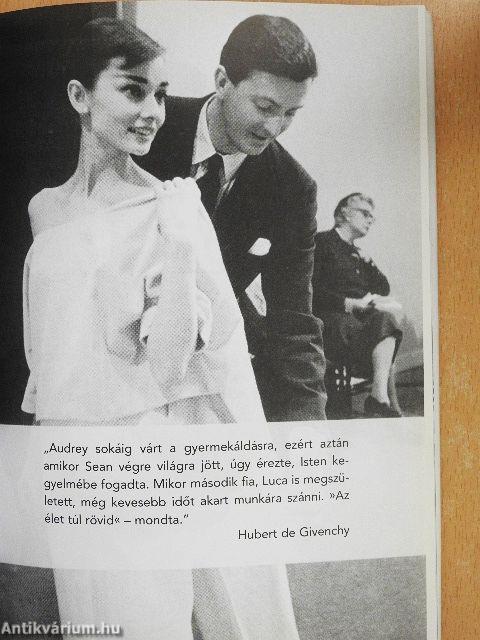 „Audrey sokáig várt a gyermekáldásra, ezért aztán
amikor Sean végre világra jött, úgy érezte, Isten ke-
gyelmébe fogadta. Mikor második fia, Luca is megszü-
letett, még kevesebb időt akart munkára szánni. »Az
élet túl rövid« – mondta.”
Hubert de Givenchy
Antikvárium.hu